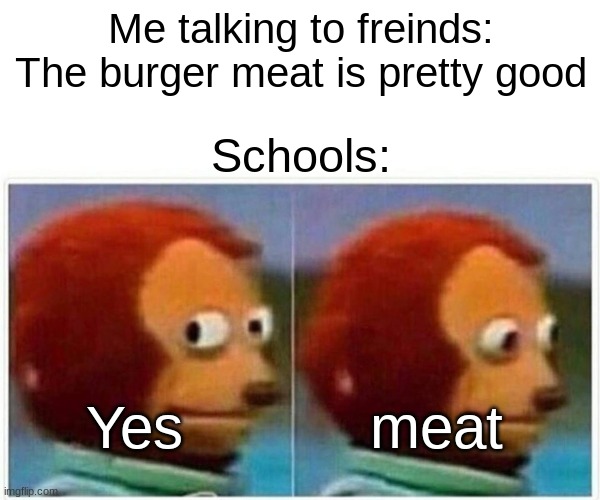 Me talking to freinds:
The burger meat is pretty good
Schools:
Yes
meat
imgflip.com